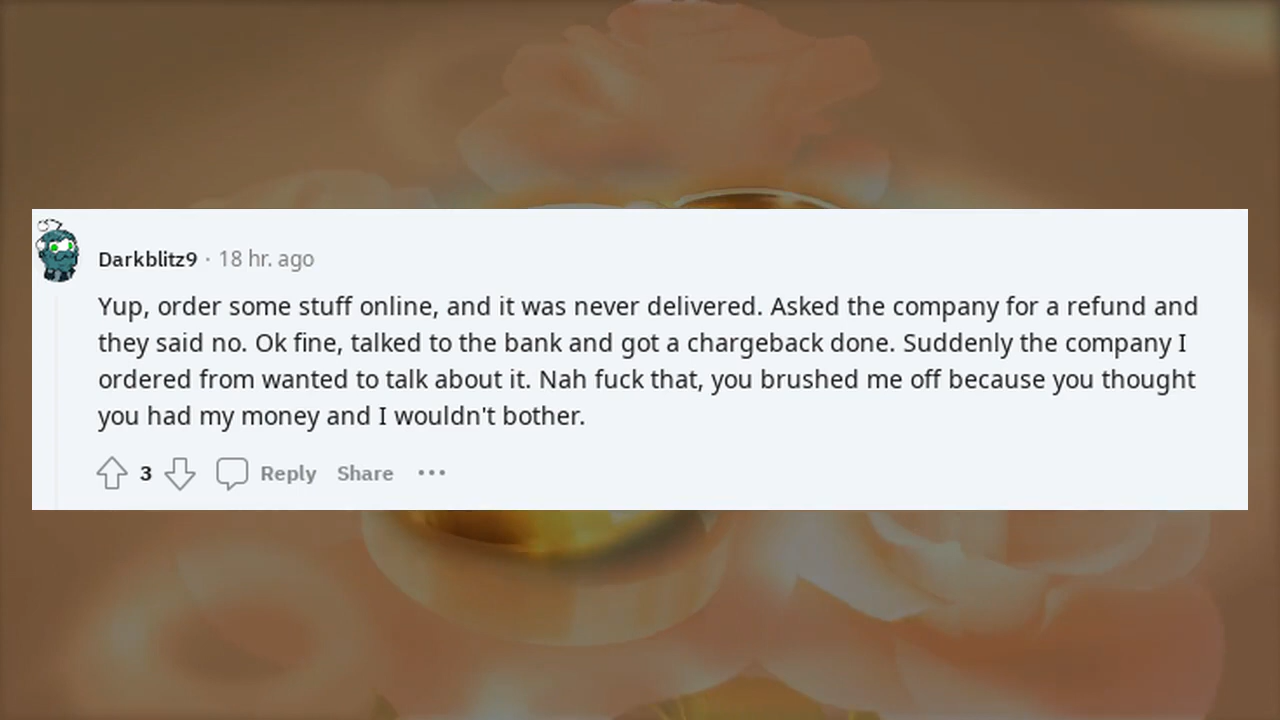 Darkblitz9 · 18 hr. ago
Yup, order some stuff online, and it was never delivered. Asked the company for a refund and
they said no. Ok fine, talked to the bank and got a chargeback done. Suddenly the company I
ordered from wanted to talk about it. Nah fuck that, you brushed me off because you thought
you had my money and I wouldn't bother.
3 Reply Share ···